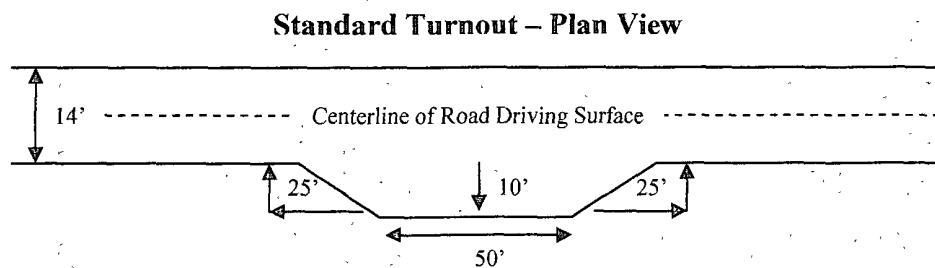 Standard Turnout – Plan View
14'
Centerline of Road Driving Surface
25'
10'
25'
50'